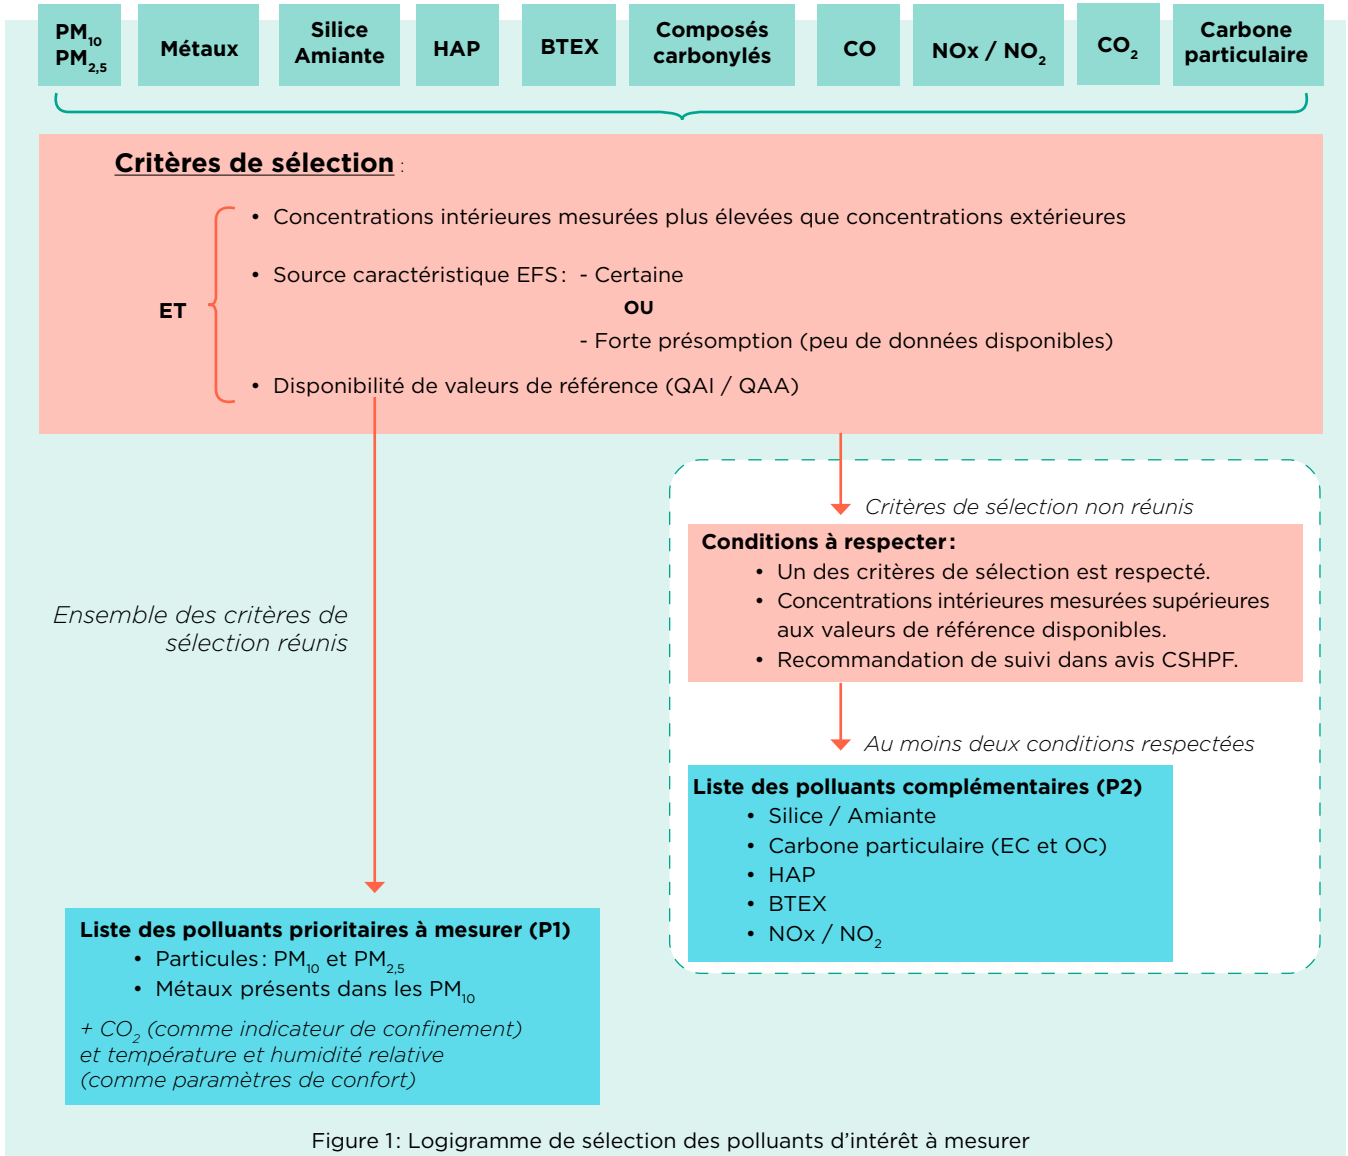 PM10
PM2,5
Métaux
Silice
Amiante
HAP
BTEX
Composés
carbonylés
CO
NOx / NO2
CO2
Carbone
particulaire
Critères de sélection :
ET
• Concentrations intérieures mesurées plus élevées que concentrations extérieures
• Source caractéristique EFS : - Certaine
OU
- Forte présomption (peu de données disponibles)
• Disponibilité de valeurs de référence (QAI / QAA)
Critères de sélection non réunis
Conditions à respecter :
• Un des critères de sélection est respecté.
• Concentrations intérieures mesurées supérieures
aux valeurs de référence disponibles.
• Recommandation de suivi dans avis CSHPF.
Ensemble des critères de
sélection réunis
Au moins deux conditions respectées
Liste des polluants complémentaires (P2)
• Silice / Amiante
• Carbone particulaire (EC et OC)
• HAP
• BTEX
• NOx / NO2
Liste des polluants prioritaires à mesurer (P1)
• Particules : PM10 et PM2,5
• Métaux présents dans les PM10
+ CO2 (comme indicateur de confinement)
et température et humidité relative
(comme paramètres de confort)
Figure 1 : Logigramme de sélection des polluants d'intérêt à mesurer